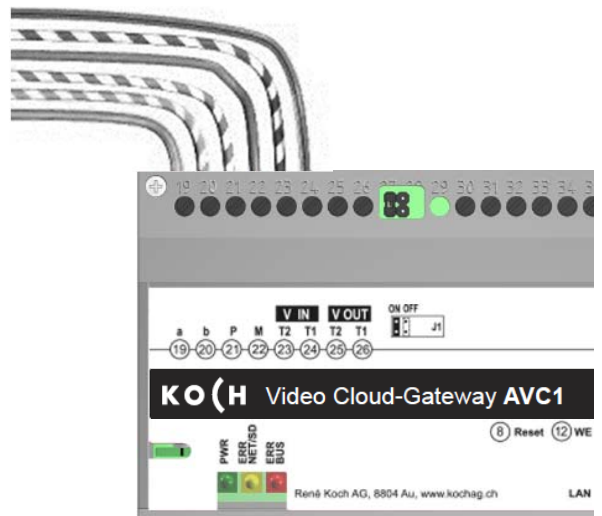 19 20 21 22 23 24 25 26 27 28 29 30 31 32 33 34
V IN V OUT ON OFF
a b P M T2 T1 T2 T1 J1
19 20 21 22 23 24 25 26
KOCH Video Cloud-Gateway AVC1
8 Reset 12 WE
PWR
ERR NET/SD
ERR BUS
René Koch AG, 8804 Au, www.kochag.ch LAN